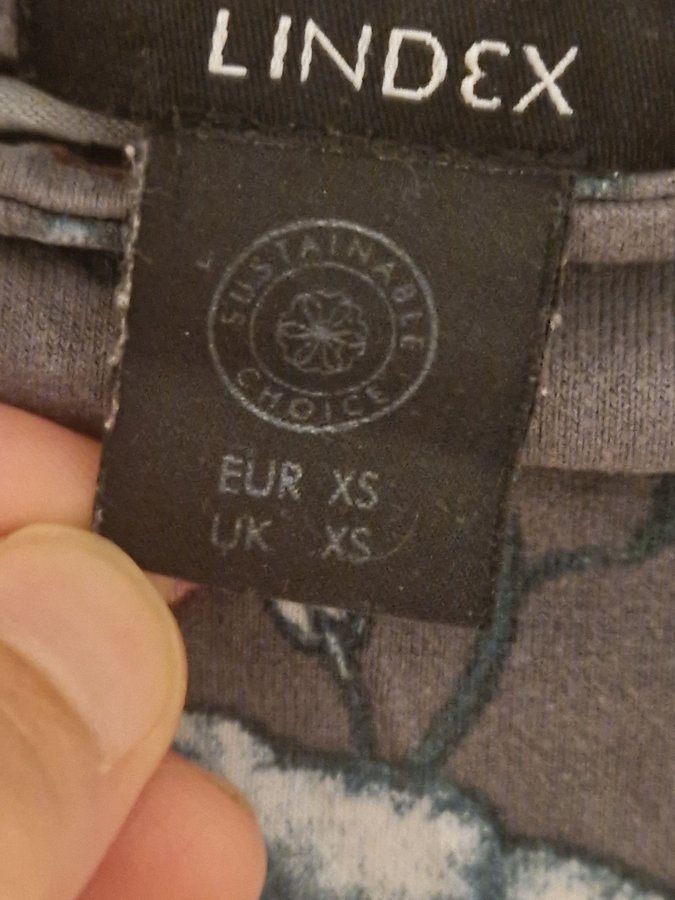 LINDEX
SUSTAINABLE
CHOICE
EUR XS
UK XS